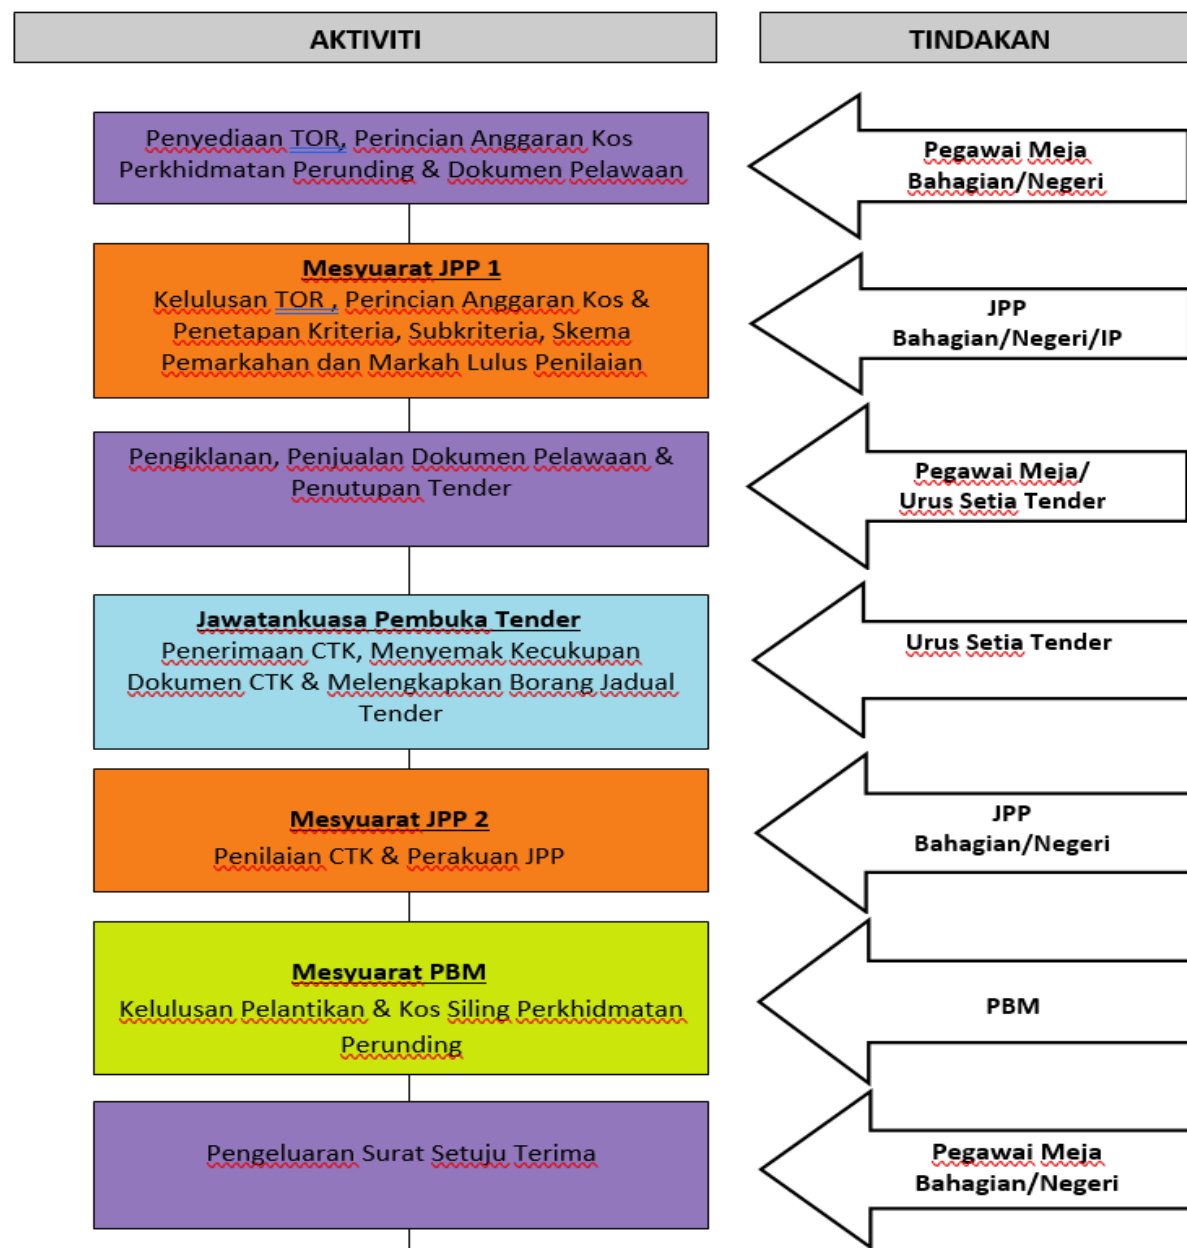 AKTIVITI
TINDAKAN
Penyediaan TOR, Perincian Anggaran Kos
Perkhidmatan Perunding & Dokumen Pelawaan
Pegawai Meja
Bahagian/Negeri
Mesyuarat JPP 1
Kelulusan TOR , Perincian Anggaran Kos &
Penetapan Kriteria, Subkriteria, Skema
Pemarkahan dan Markah Lulus Penilaian
JPP
Bahagian/Negeri/IP
Pengiklanan, Penjualan Dokumen Pelawaan &
Penutupan Tender
Pegawai Meja/
Urus Setia Tender
Jawatankuasa Pembuka Tender
Penerimaan CTK, Menyemak Kecukupan
Dokumen CTK & Melengkapkan Borang Jadual
Tender
Urus Setia Tender
Mesyuarat JPP 2
Penilaian CTK & Perakuan JPP
JPP
Bahagian/Negeri
Mesyuarat PBM
Kelulusan Pelantikan & Kos Siling Perkhidmatan
Perunding
PBM
Pengeluaran Surat Setuju Terima
Pegawai Meja
Bahagian/Negeri